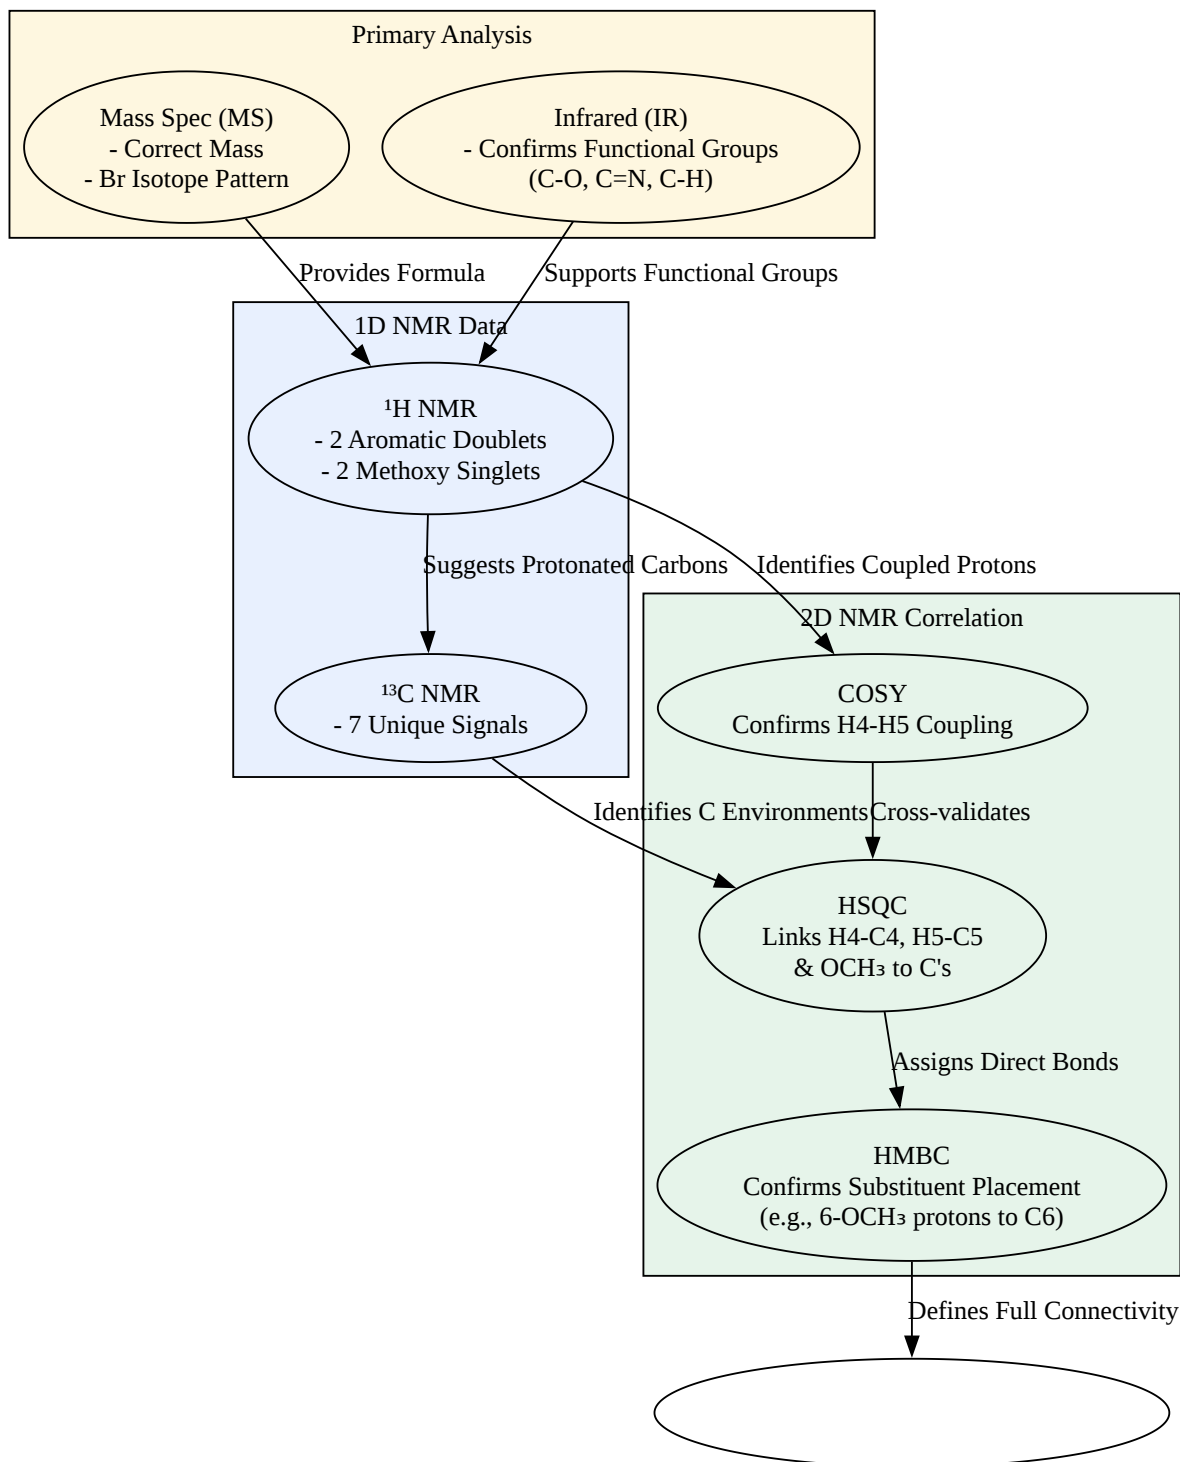 Primary Analysis
Mass Spec (MS)
- Correct Mass
- Br Isotope Pattern
Infrared (IR)
- Confirms Functional Groups
(C-O, C=N, C-H)
Provides Formula
Supports Functional Groups
1D NMR Data
¹H NMR
- 2 Aromatic Doublets
- 2 Methoxy Singlets
Suggests Protonated Carbons
Identifies Coupled Protons
2D NMR Correlation
¹³C NMR
- 7 Unique Signals
COSY
Confirms H4-H5 Coupling
Identifies C Environments
Cross-validates
HSQC
Links H4-C4, H5-C5
& OCH₃ to C's
Assigns Direct Bonds
HMBC
Confirms Substituent Placement
(e.g., 6-OCH₃ protons to C6)
Defines Full Connectivity